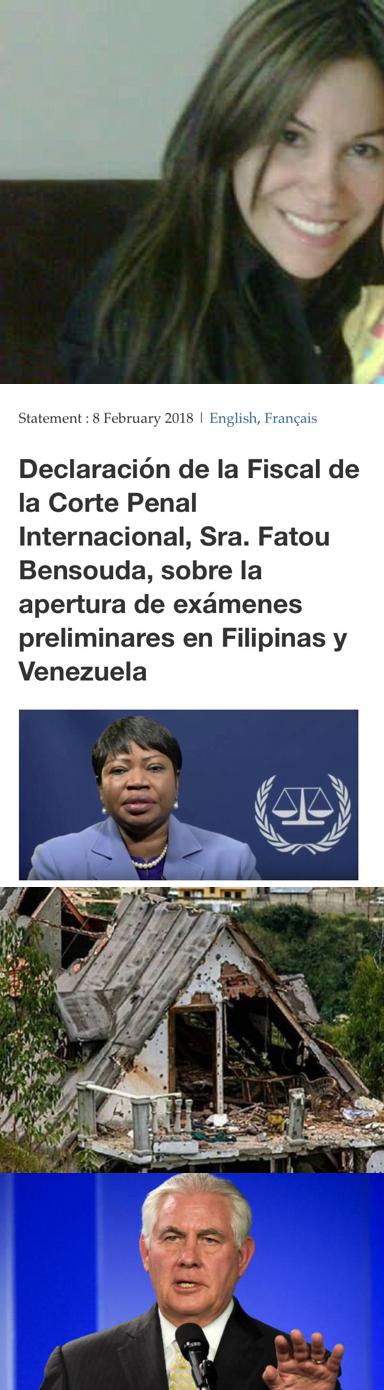 Statement : 8 February 2018 | English, Français
Declaración de la Fiscal de
la Corte Penal
Internacional, Sra. Fatou
Bensouda, sobre la
apertura de exámenes
preliminares en Filipinas y
Venezuela